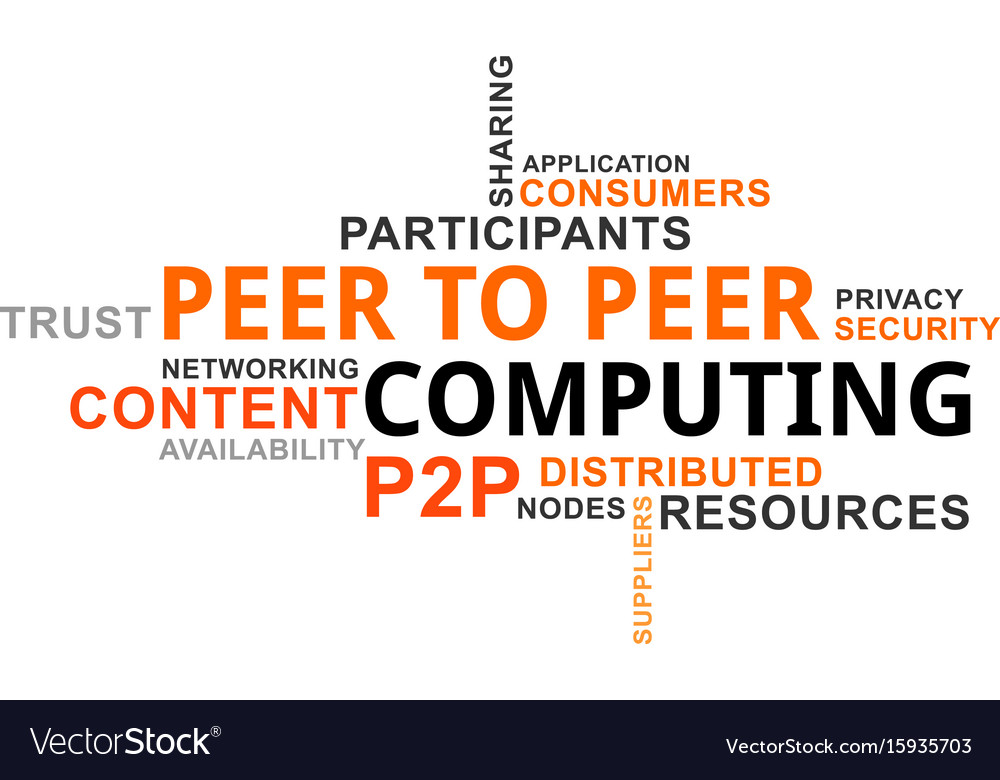 SHARING
APPLICATION
CONSUMERS
PARTICIPANTS
PEER TO PEER
TRUST
PRIVACY
SECURITY
NETWORKING
CONTENT
COMPUTING
AVAILABILITY
P2P
DISTRIBUTED
NODES
RESOURCES
SUPPLIERS
VectorStock®
VectorStock.com/15935703